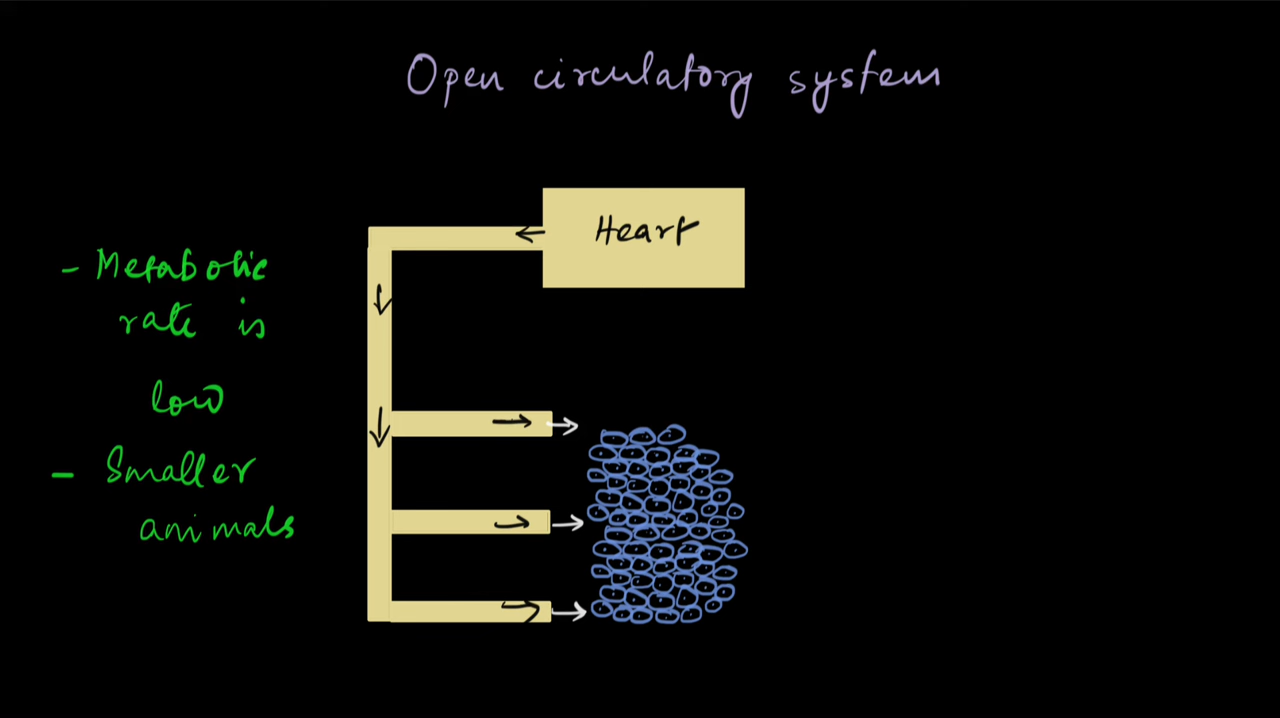 Open circulatory system
Heart
- Metabolic
rate is
low
- Smaller
animals